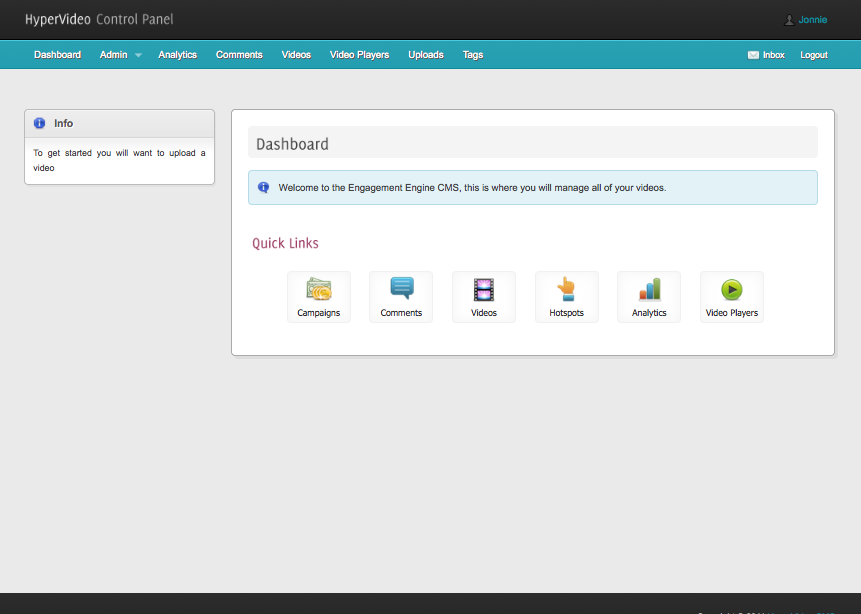 HyperVideo Control Panel
Jonnie
Dashboard Admin Analytics Comments Videos Video Players Uploads Tags Inbox Logout
Info
To get started you will want to upload a
video
Dashboard
Welcome to the Engagement Engine CMS, this is where you will manage all of your videos.
Quick Links
Campaigns Comments Videos Hotspots Analytics Video Players